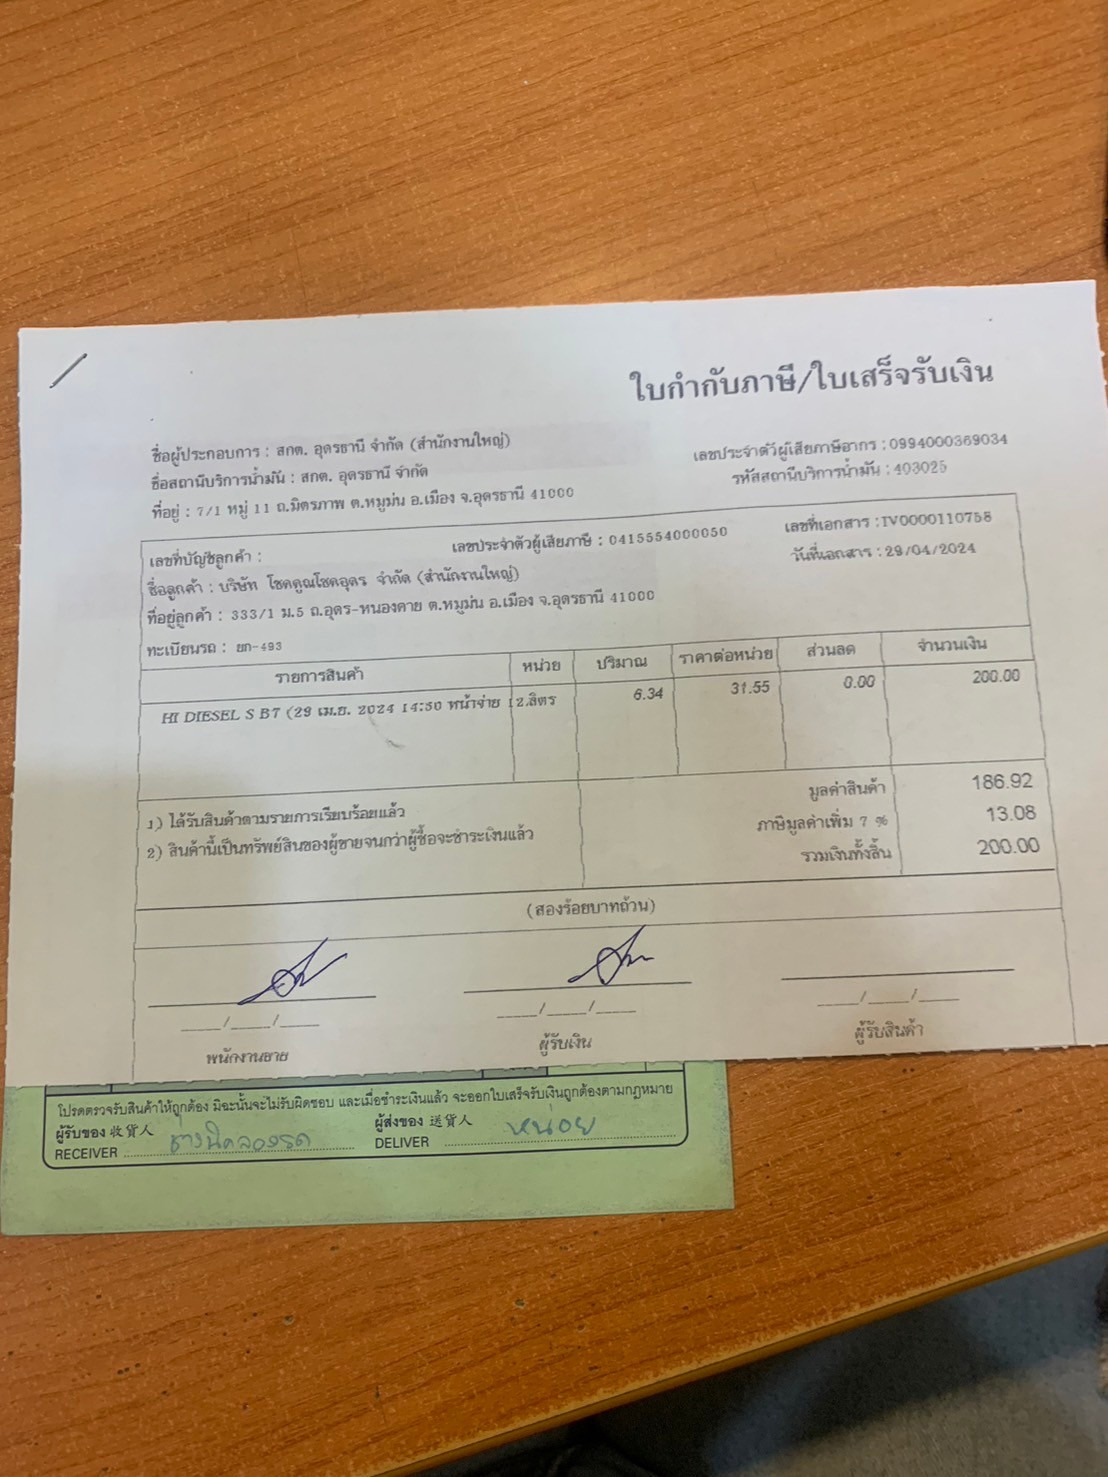 ใบกำกับภาษี/ใบเสร็จรับเงิน
ชื่อผู้ประกอบการ : สกต. อุดรธานี จำกัด (สำนักงานใหญ่)
เลขประจำตัวผู้เสียภาษีอากร : 0994000369034
ชื่อสถานีบริการน้ำมัน : สกต. อุดรธานี จำกัด
รหัสสถานีบริการน้ำมัน : 403025
ที่อยู่ : 7/1 หมู่ 11 ถ.มิตรภาพ ต.หมูม่น อ.เมือง จ.อุดรธานี 41000
เลขที่บัญชีลูกค้า :
เลขประจำตัวผู้เสียภาษี : 0415554000050
เลขที่เอกสาร : IV0000110758
ชื่อลูกค้า : บริษัท โชคคูณโชคอุดร จำกัด (สำนักงานใหญ่)
วันที่เอกสาร : 29/04/2024
ที่อยู่ลูกค้า : 333/1 ม.5 ถ.อุดร-หนองคาย ต.หมูม่น อ.เมือง จ.อุดรธานี 41000
ทะเบียนรถ : ยก-493
รายการสินค้า หน่วย ปริมาณ ราคาต่อหน่วย ส่วนลด จำนวนเงิน
HI DIESEL S B7 (29 เม.ย. 2024 14:50 หน้าจ่าย 12.ลิตร 6.34 31.55 0.00 200.00
1) ได้รับสินค้าตามรายการเรียบร้อยแล้ว
2) สินค้านี้เป็นทรัพย์สินของผู้ขายจนกว่าผู้ซื้อจะชำระเงินแล้ว
มูลค่าสินค้า 186.92
ภาษีมูลค่าเพิ่ม 7 % 13.08
รวมเงินทั้งสิ้น 200.00
(สองร้อยบาทถ้วน)
___/___/___ ___/___/___ ___/___/___
พนักงานขาย ผู้รับเงิน ผู้รับสินค้า
โปรดตรวจรับสินค้าให้ถูกต้อง มิฉะนั้นจะไม่รับผิดชอบ และเมื่อชำระเงินแล้ว จะออกใบเสร็จรับเงินถูกต้องตามกฎหมาย
ผู้รับของ 收貨人 ผู้ส่งของ 送貨人 หน่อย
RECEIVER DELIVER